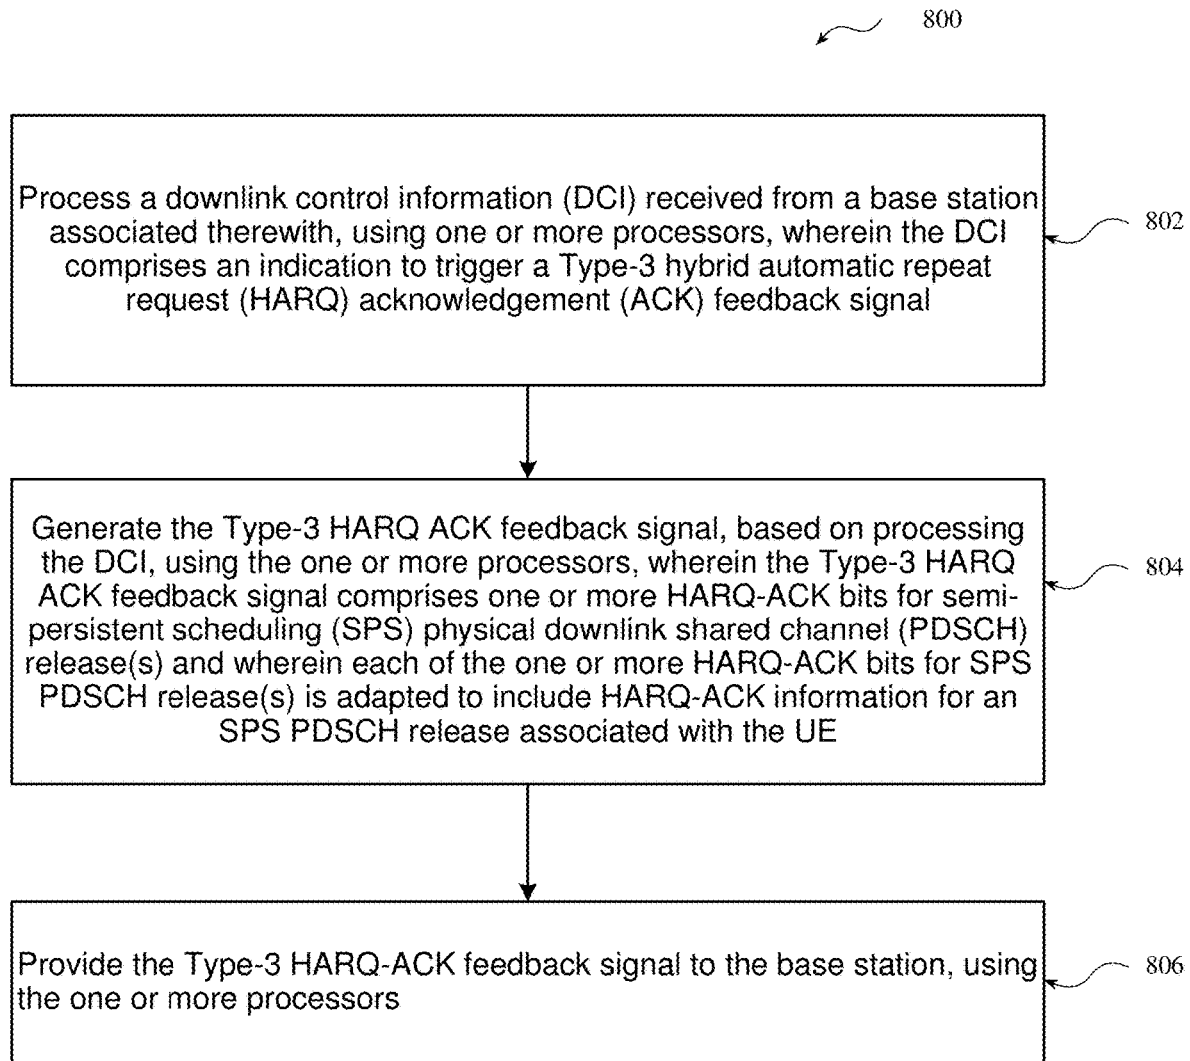 800
Process a downlink control information (DCI) received from a base station
associated therewith, using one or more processors, wherein the DCI
comprises an indication to trigger a Type-3 hybrid automatic repeat
request (HARQ) acknowledgement (ACK) feedback signal
802
Generate the Type-3 HARQ ACK feedback signal, based on processing
the DCI, using the one or more processors, wherein the Type-3 HARQ
ACK feedback signal comprises one or more HARQ-ACK bits for semi-
persistent scheduling (SPS) physical downlink shared channel (PDSCH)
release(s) and wherein each of the one or more HARQ-ACK bits for SPS
PDSCH release(s) is adapted to include HARQ-ACK information for an
SPS PDSCH release associated with the UE
804
Provide the Type-3 HARQ-ACK feedback signal to the base station, using
the one or more processors
806